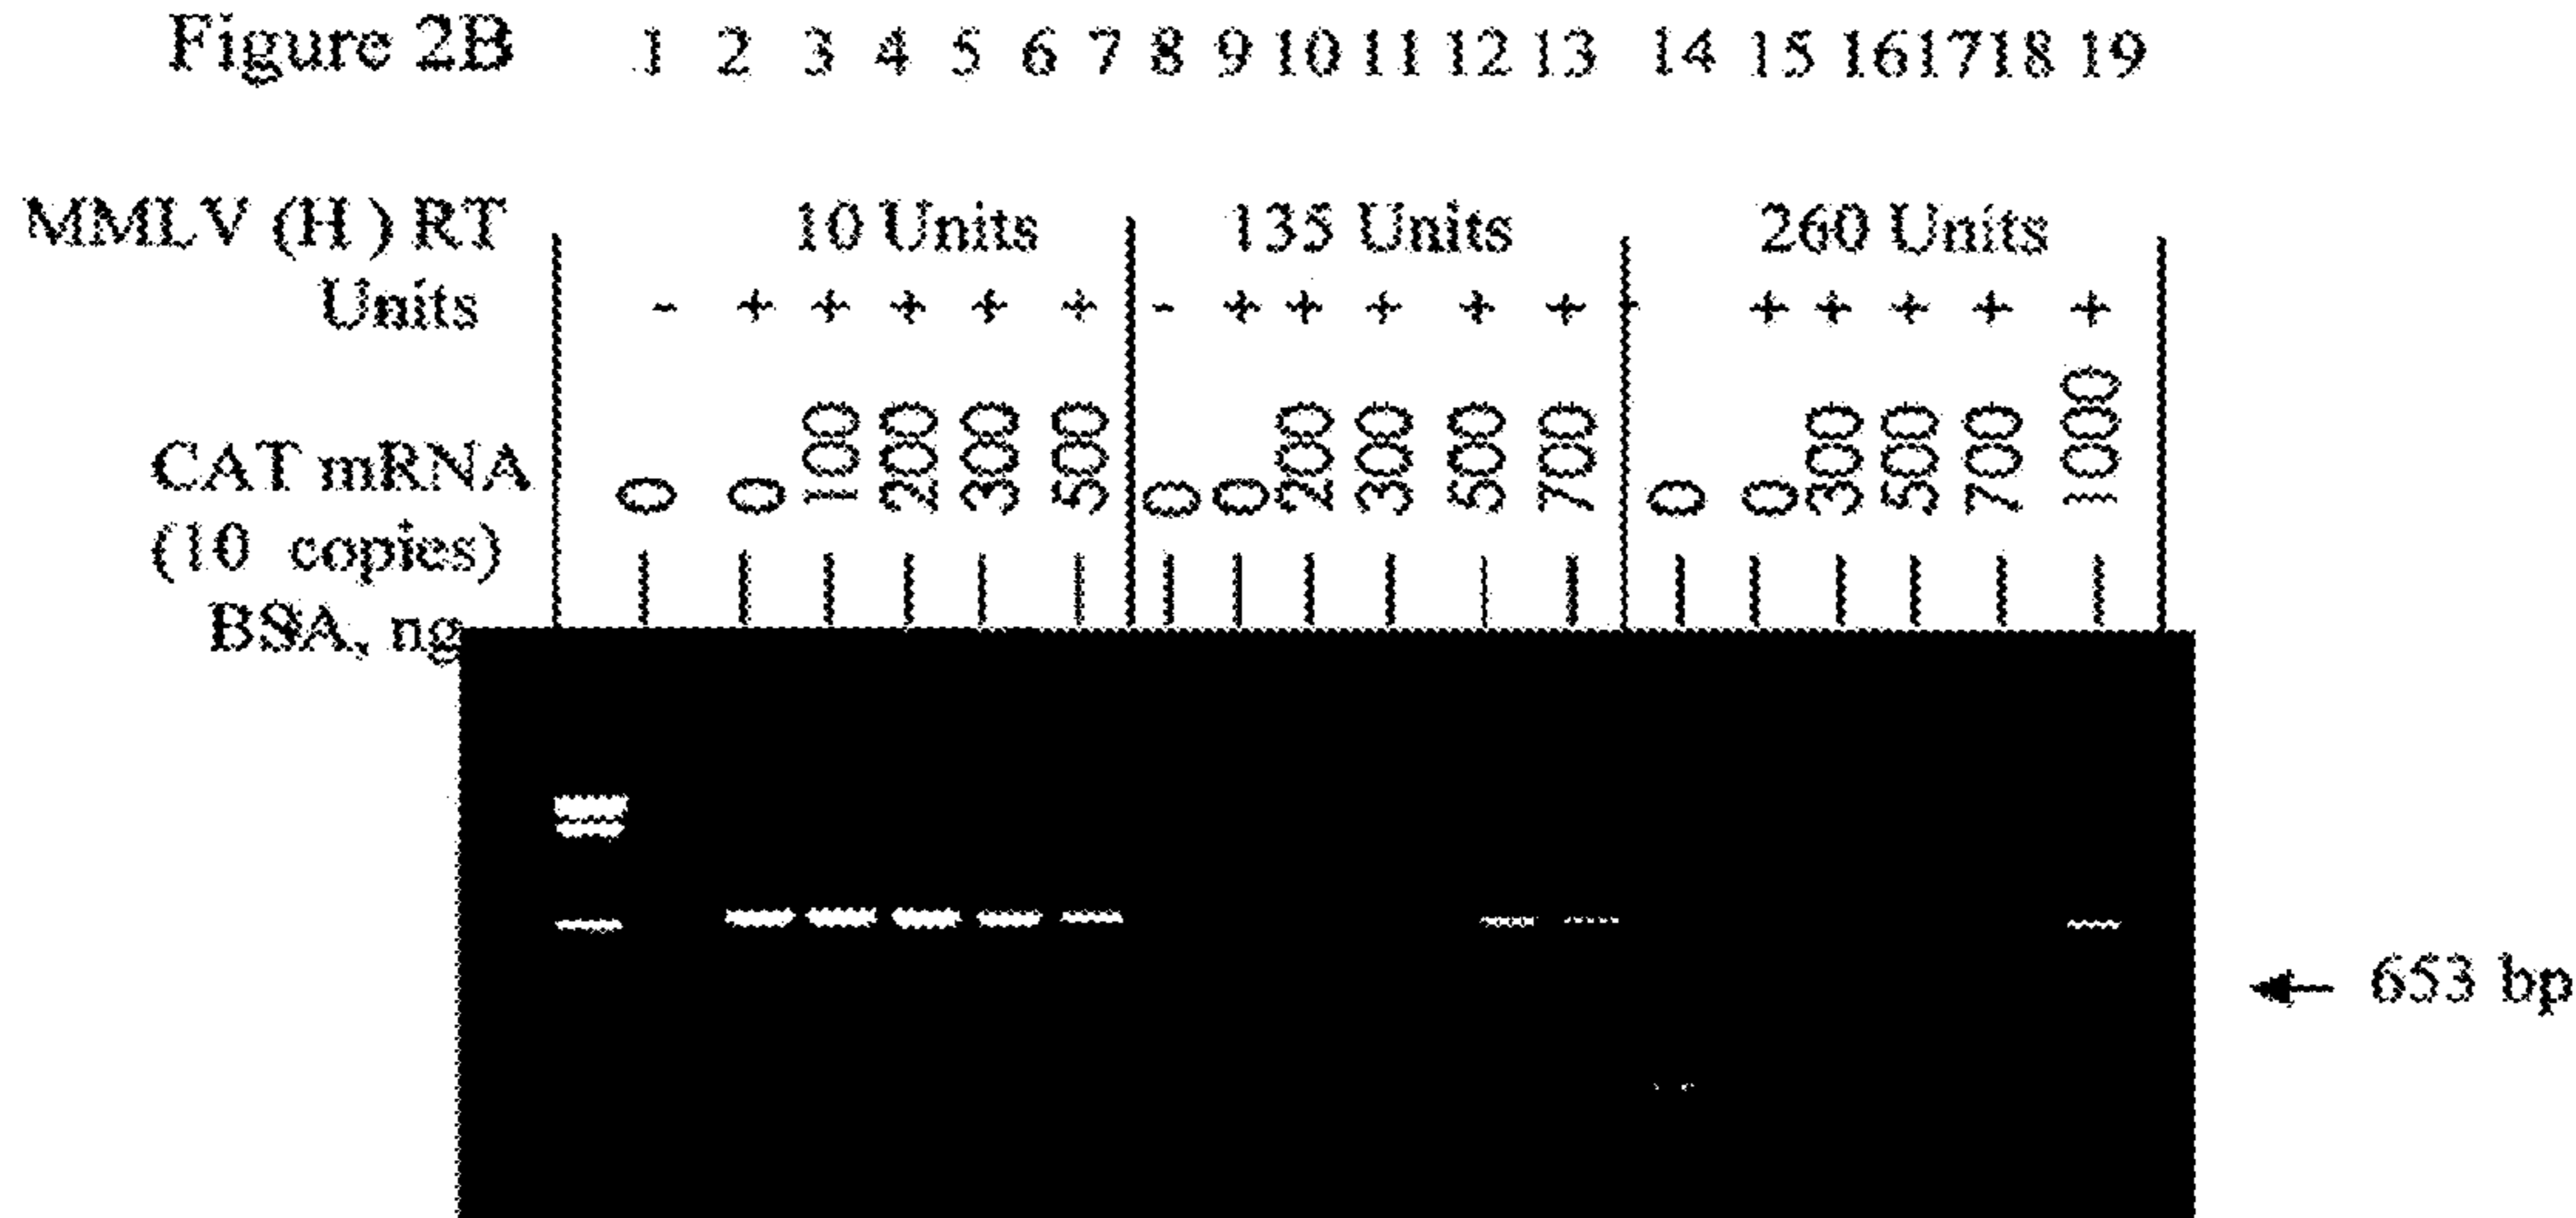 Figure 2B 1 2 3 4 5 6 7 8 9 10 11 12 13 14 15 16 17 18 19
MMLV (H ) RT 10 Units 135 Units 260 Units
Units - + + + + + - + + + + + - + + + + +
CAT mRNA
(10 copies)
BSA, ng
0 0 100 200 300 500 0 0 200 300 500 700 0 0 300 500 700 1000
← 653 bp